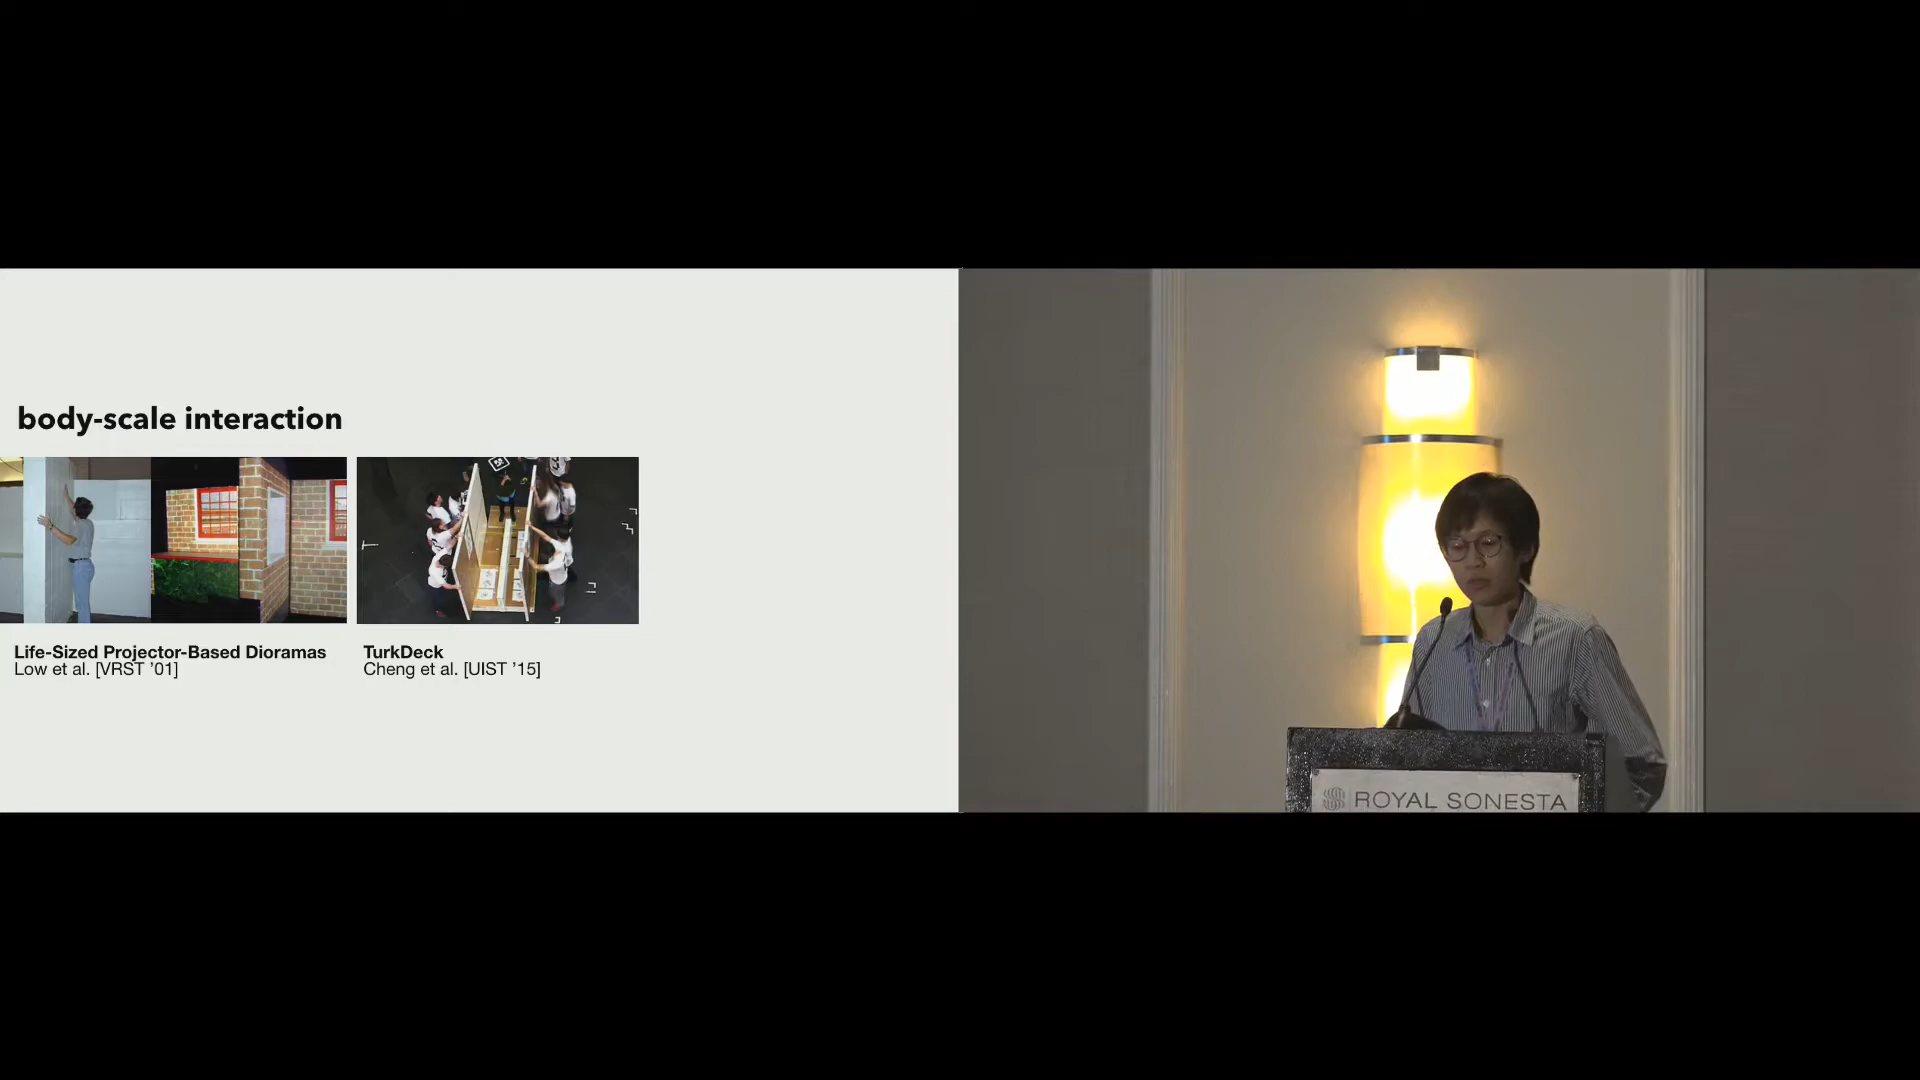 body-scale interaction
Life-Sized Projector-Based Dioramas
Low et al. [VRST ’01]
TurkDeck
Cheng et al. [UIST ’15]
ROYAL SONESTA